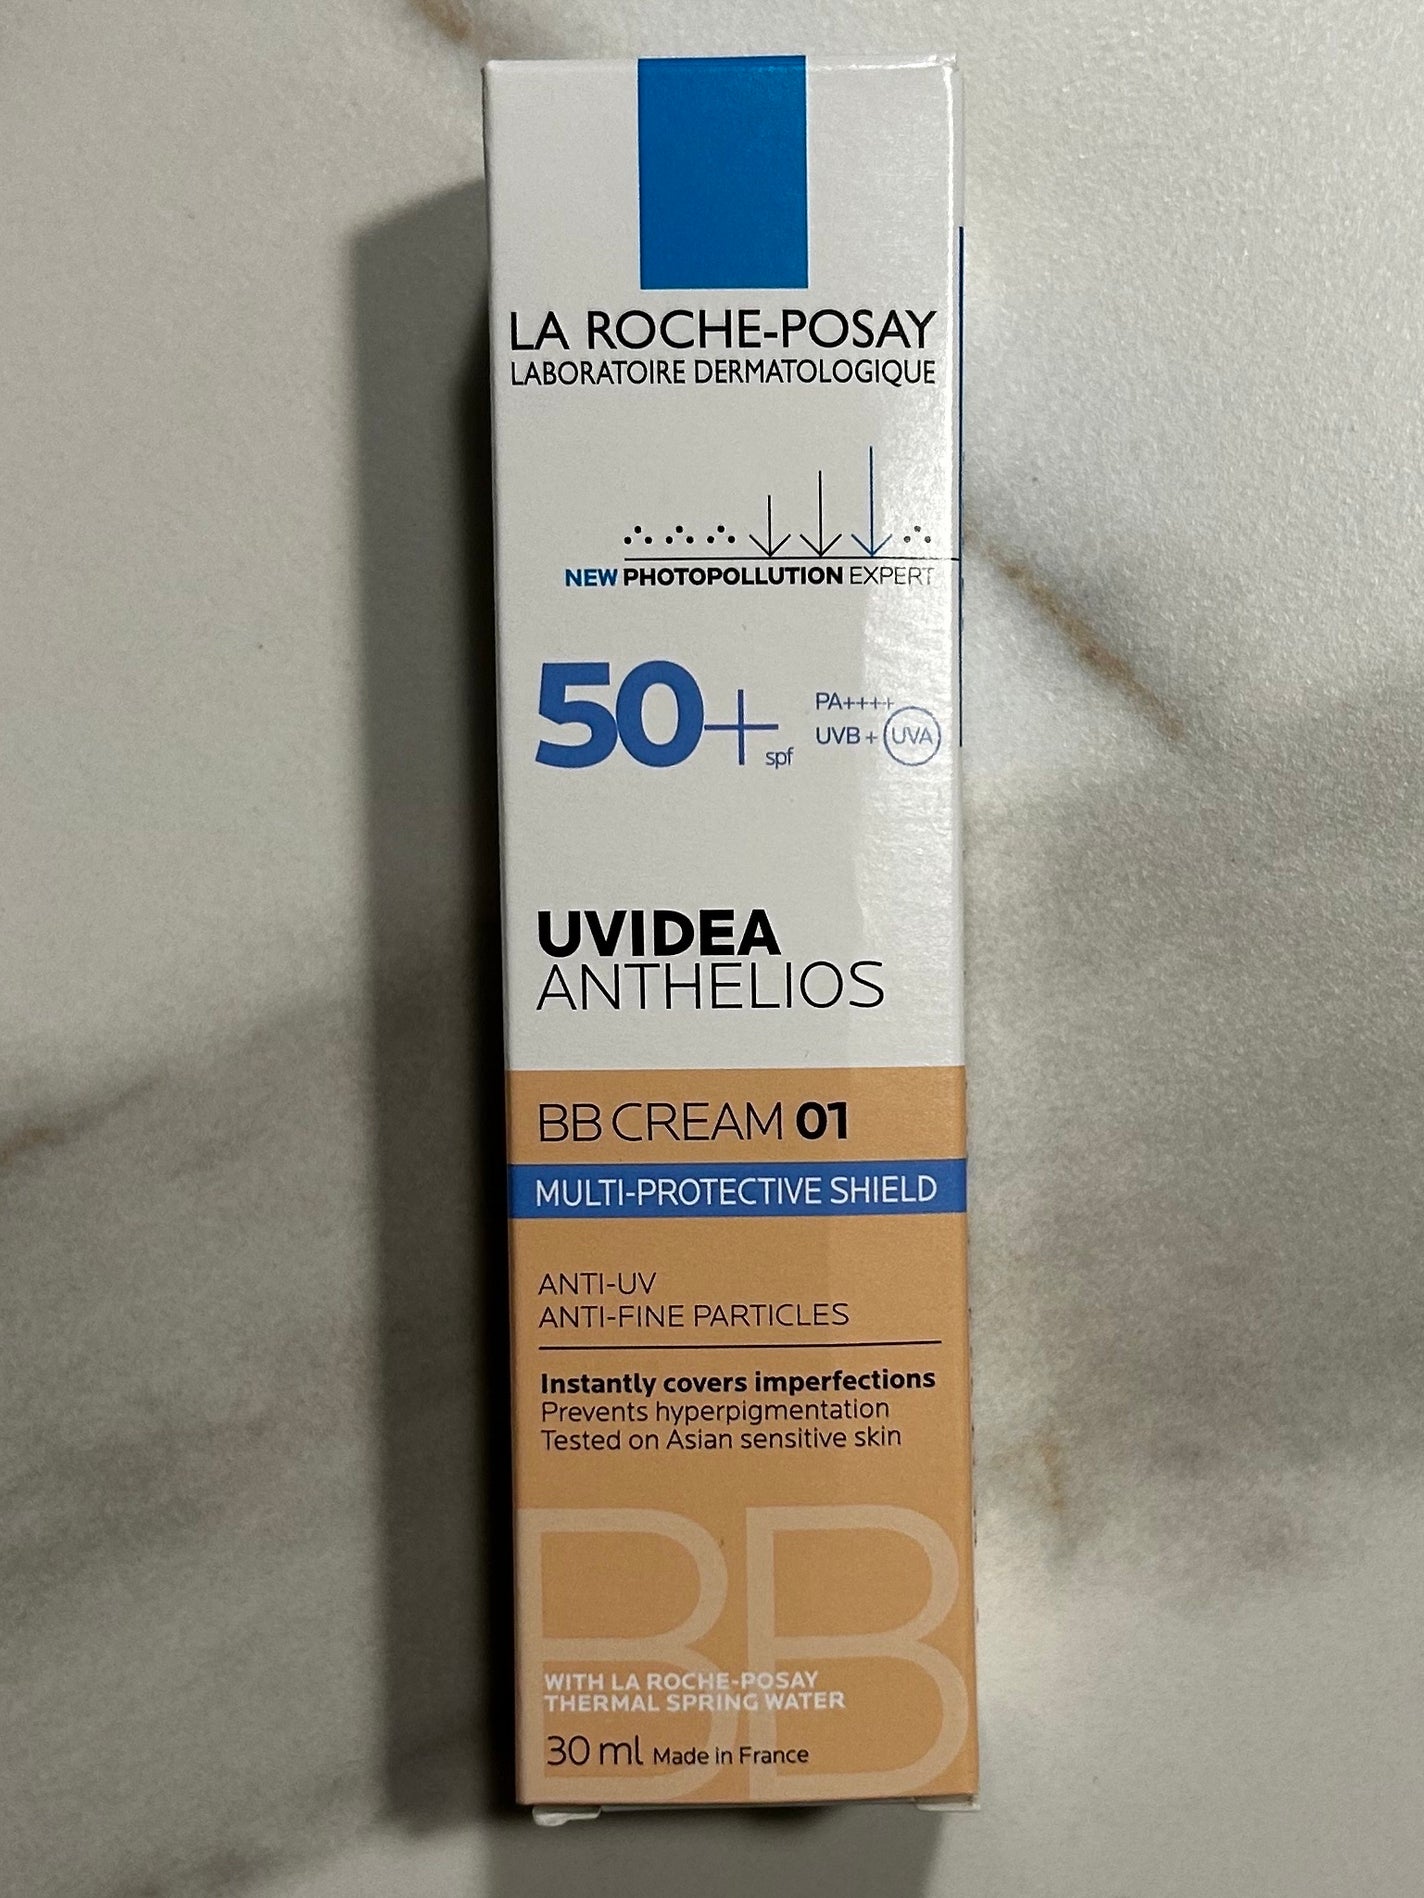 LA ROCHE-POSAY
LABORATOIRE DERMATOLOGIQUE
NEW PHOTOPOLLUTION EXPERT
50+ spf
PA++++
UVB + UVA
UVIDEA
ANTHELIOS
BB CREAM 01
MULTI-PROTECTIVE SHIELD
ANTI-UV
ANTI-FINE PARTICLES
Instantly covers imperfections
Prevents hyperpigmentation
Tested on Asian sensitive skin
BB
WITH LA ROCHE-POSAY
THERMAL SPRING WATER
30 ml Made in France